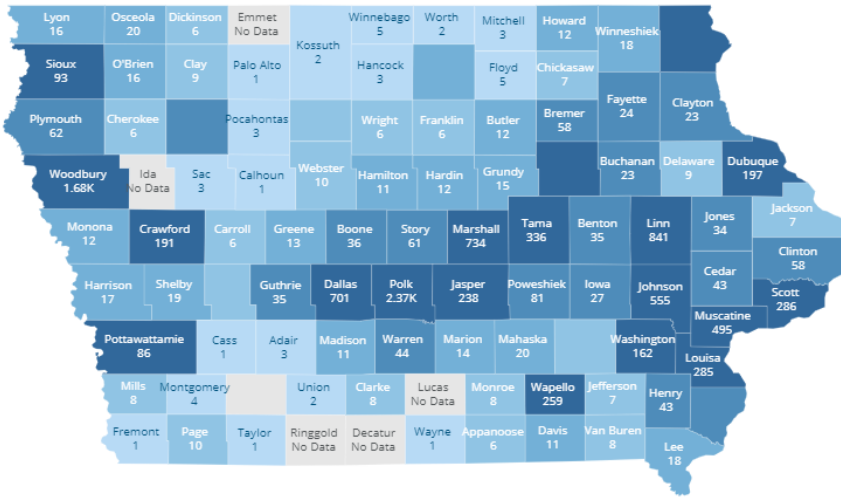 Lyon
16
Osceola
20
Dickinson
6
Emmet
No Data
Winnebago
5
Worth
2
Mitchell
3
Howard
12
Winneshiek
18
Kossuth
2
Sioux
93
O'Brien
16
Clay
9
Palo Alto
1
Hancock
3
Floyd
5
Chickasaw
7
Plymouth
62
Cherokee
6
Pocahontas
3
Wright
6
Franklin
6
Butler
12
Bremer
58
Fayette
24
Clayton
23
Woodbury
1.68K
Ida
No Data
Sac
3
Calhoun
1
Webster
10
Hamilton
11
Hardin
12
Grundy
15
Buchanan
23
Delaware
9
Dubuque
197
Monona
12
Crawford
191
Carroll
6
Greene
13
Boone
36
Story
61
Marshall
734
Tama
336
Benton
35
Linn
841
Jones
34
Jackson
7
Clinton
58
Harrison
17
Shelby
19
Guthrie
35
Dallas
701
Polk
2.37K
Jasper
238
Poweshiek
81
Iowa
27
Johnson
555
Cedar
43
Scott
286
Muscatine
495
Pottawattamie
86
Cass
1
Adair
3
Madison
11
Warren
44
Marion
14
Mahaska
20
Washington
162
Louisa
285
Mills
8
Montgomery
4
Union
2
Clarke
8
Lucas
No Data
Monroe
8
Wapello
259
Jefferson
7
Henry
43
Fremont
1
Page
10
Taylor
1
Ringgold
No Data
Decatur
No Data
Wayne
1
Appanoose
6
Davis
11
Van Buren
8
Lee
18